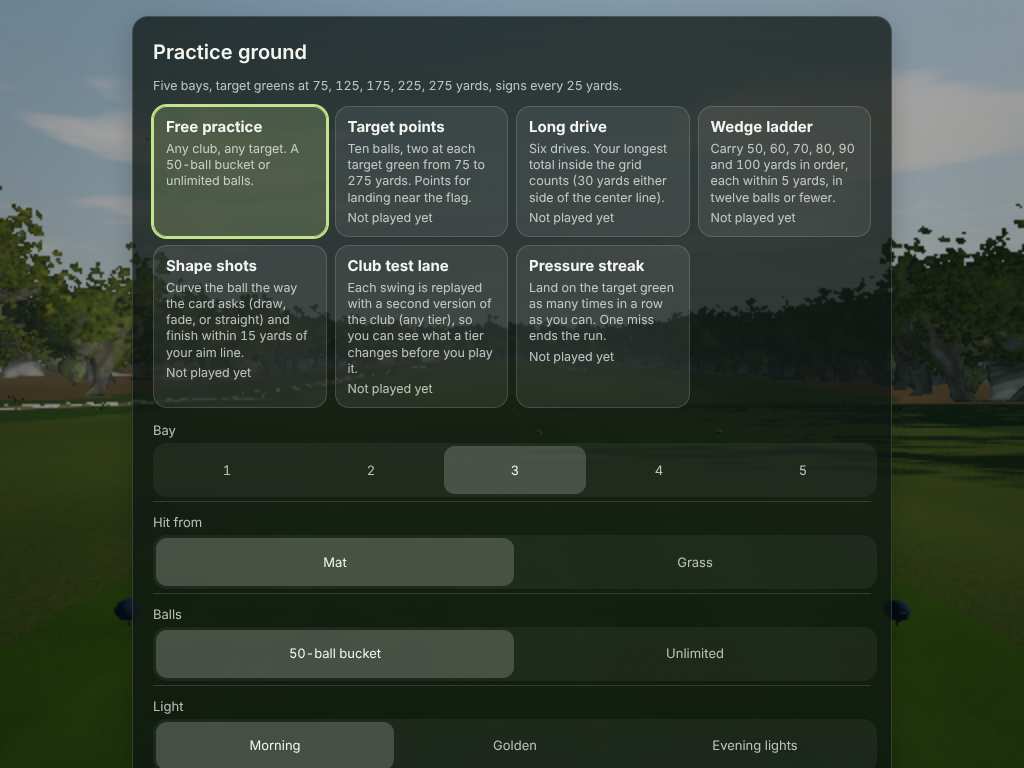 Practice ground
Five bays, target greens at 75, 125, 175, 225, 275 yards, signs every 25 yards.
Free practice
Any club, any target. A
50-ball bucket or
unlimited balls.
Target points
Ten balls, two at each
target green from 75 to
275 yards. Points for
landing near the flag.
Not played yet
Long drive
Six drives. Your longest
total inside the grid
counts (30 yards either
side of the center line).
Not played yet
Wedge ladder
Carry 50, 60, 70, 80, 90
and 100 yards in order,
each within 5 yards, in
twelve balls or fewer.
Not played yet
Shape shots
Curve the ball the way
the card asks (draw,
fade, or straight) and
finish within 15 yards of
your aim line.
Not played yet
Club test lane
Each swing is replayed
with a second version of
the club (any tier), so
you can see what a tier
changes before you play
it.
Not played yet
Pressure streak
Land on the target green
as many times in a row
as you can. One miss
ends the run.
Not played yet
Bay
1 2 3 4 5
Hit from
Mat Grass
Balls
50-ball bucket Unlimited
Light
Morning Golden Evening lights